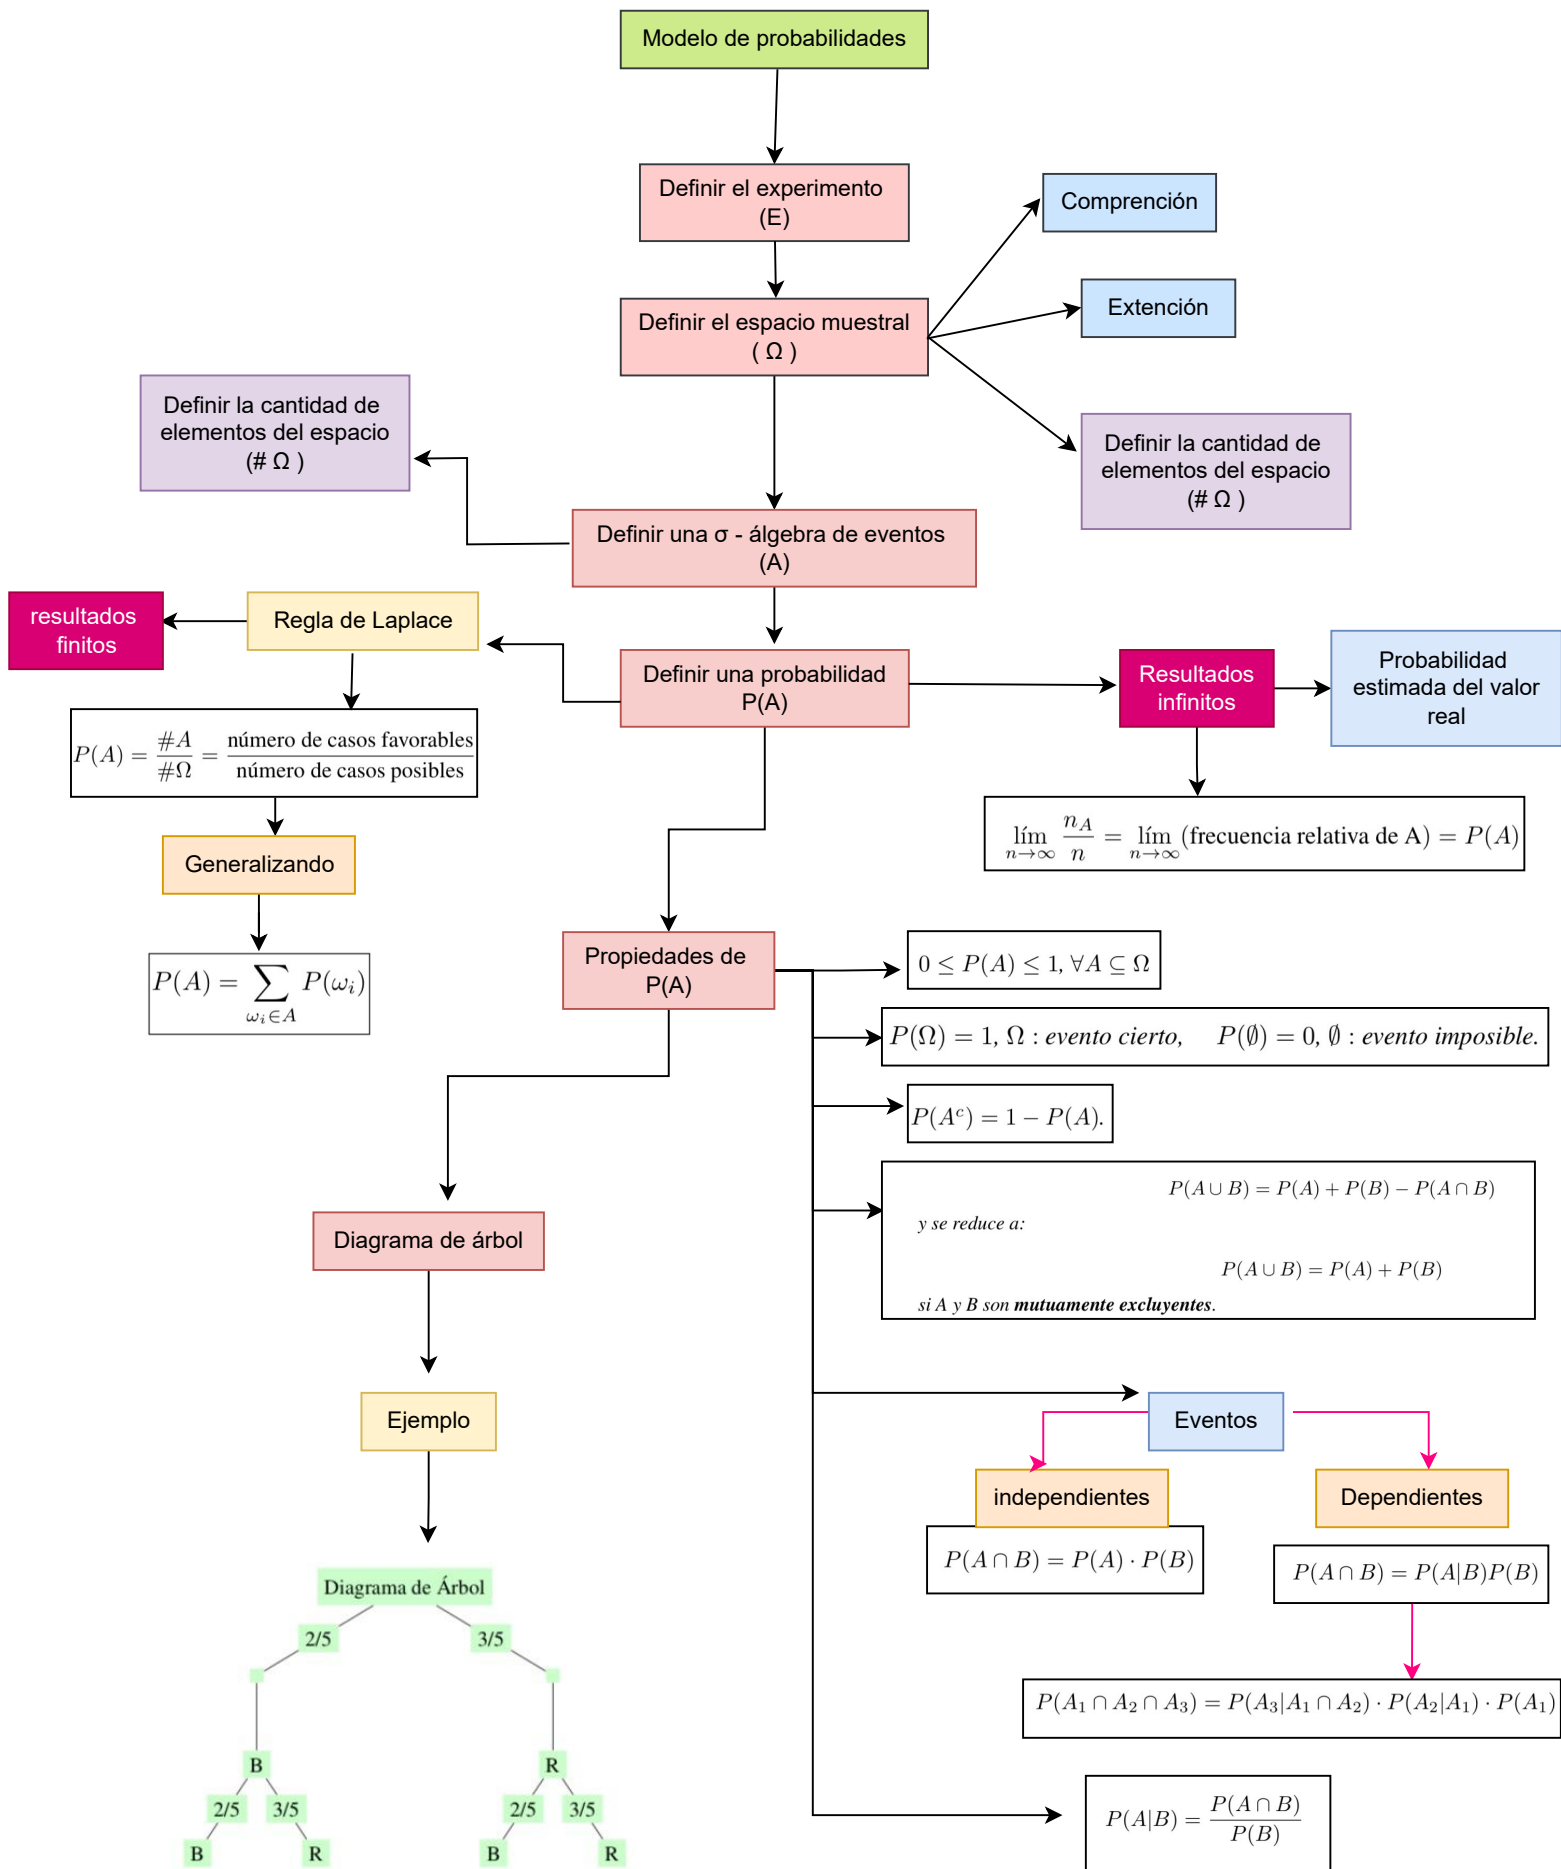 Modelo de probabilidades
Definir el experimento
(E)
Comprención
Definir el espacio muestral
( Ω )
Extención
Definir la cantidad de
elementos del espacio
(# Ω )
Definir la cantidad de
elementos del espacio
(# Ω )
Definir una σ - álgebra de eventos
(A)
resultados
finitos
Regla de Laplace
Definir una probabilidad
P(A)
Resultados
infinitos
Probabilidad
estimada del valor
real
P(A) = #A / #Ω = número de casos favorables / número de casos posibles
lím n→∞ n_A / n = lím n→∞ (frecuencia relativa de A) = P(A)
Generalizando
P(A) = ∑ ω_i∈A P(ω_i)
Propiedades de
P(A)
0 ≤ P(A) ≤ 1, ∀A ⊆ Ω
P(Ω) = 1, Ω : evento cierto, P(∅) = 0, ∅ : evento imposible.
P(A^c) = 1 − P(A).
P(A ∪ B) = P(A) + P(B) − P(A ∩ B)
y se reduce a:
P(A ∪ B) = P(A) + P(B)
si A y B son mutuamente excluyentes.
Diagrama de árbol
Ejemplo
Eventos
independientes
Dependientes
P(A ∩ B) = P(A) · P(B)
P(A ∩ B) = P(A|B)P(B)
P(A₁ ∩ A₂ ∩ A₃) = P(A₃|A₁ ∩ A₂) · P(A₂|A₁) · P(A₁)
P(A|B) = P(A ∩ B) / P(B)
Diagrama de Árbol
2/5 3/5
B R
2/5 3/5 2/5 3/5
B R B R